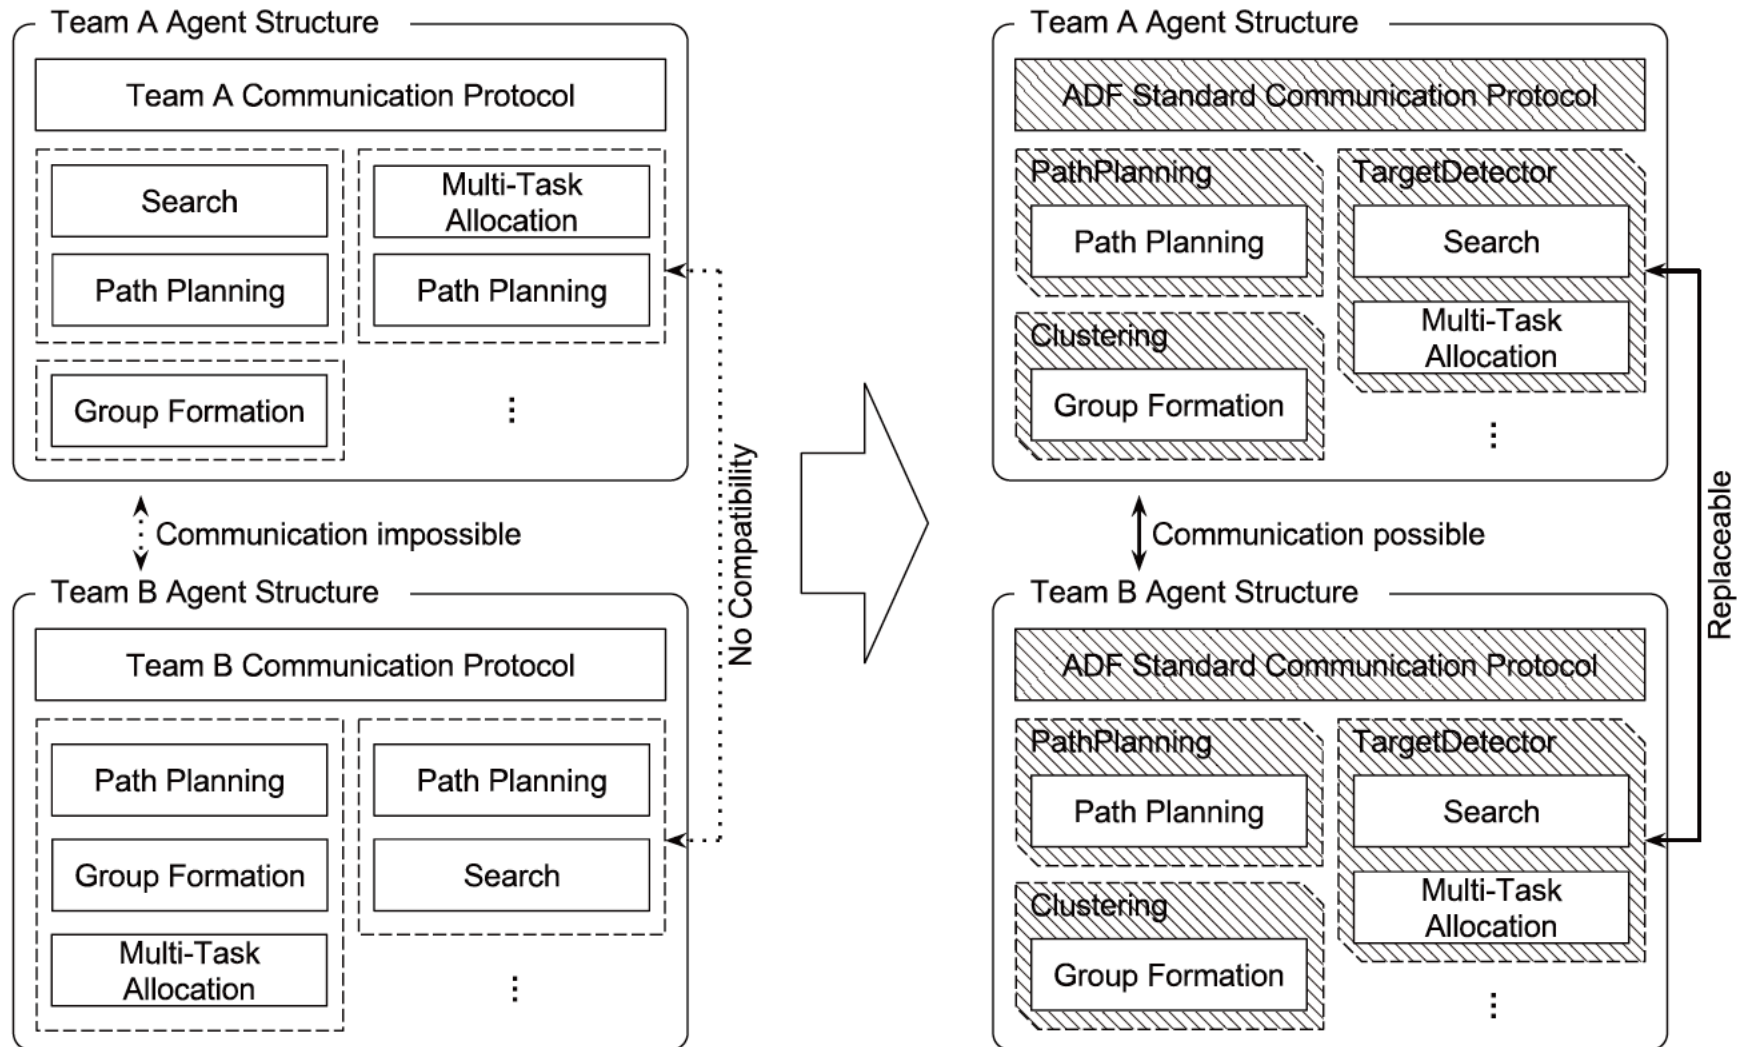 Team A Agent Structure
Team A Communication Protocol
Search
Path Planning
Group Formation
Multi-Task
Allocation
Path Planning
⋮
Communication impossible
No Compatibility
Team B Agent Structure
Team B Communication Protocol
Path Planning
Group Formation
Multi-Task
Allocation
Path Planning
Search
⋮
Team A Agent Structure
ADF Standard Communication Protocol
PathPlanning
Path Planning
Clustering
Group Formation
TargetDetector
Search
Multi-Task
Allocation
⋮
Communication possible
Replaceable
Team B Agent Structure
ADF Standard Communication Protocol
PathPlanning
Path Planning
Clustering
Group Formation
TargetDetector
Search
Multi-Task
Allocation
⋮